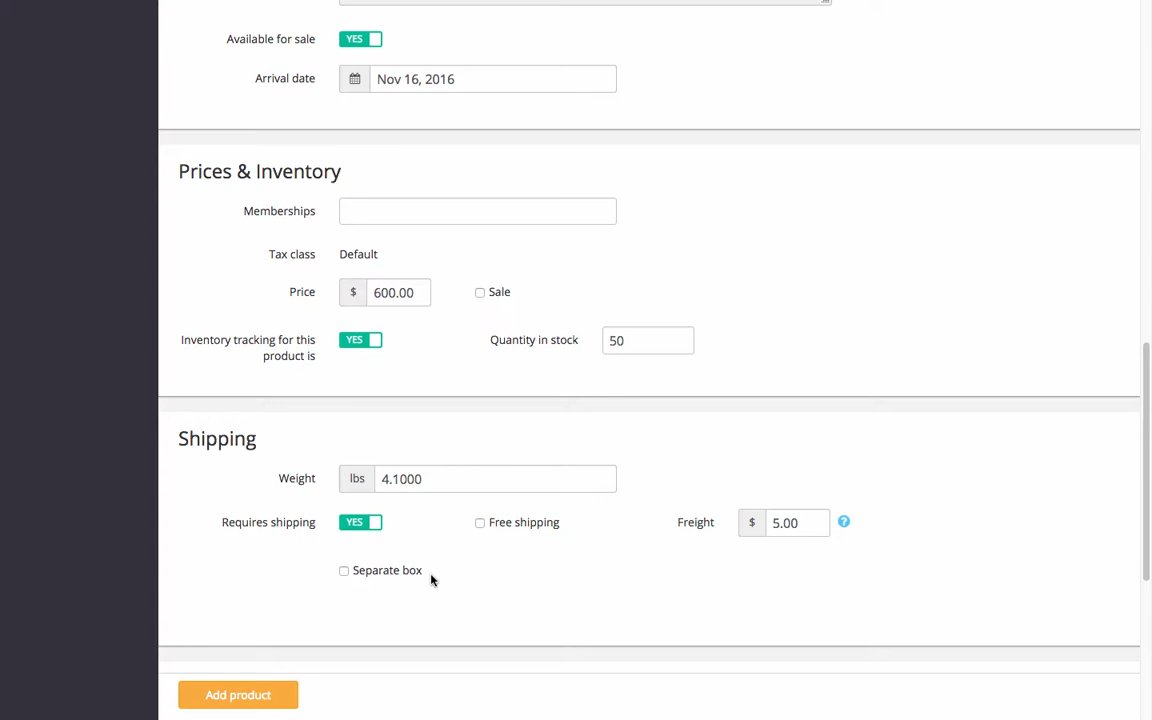 Available for sale YES
Arrival date Nov 16, 2016
Prices & Inventory
Memberships
Tax class Default
Price $ 600.00 Sale
Inventory tracking for this
product is YES Quantity in stock 50
Shipping
Weight lbs 4.1000
Requires shipping YES Free shipping Freight $ 5.00 ?
Separate box
Add product